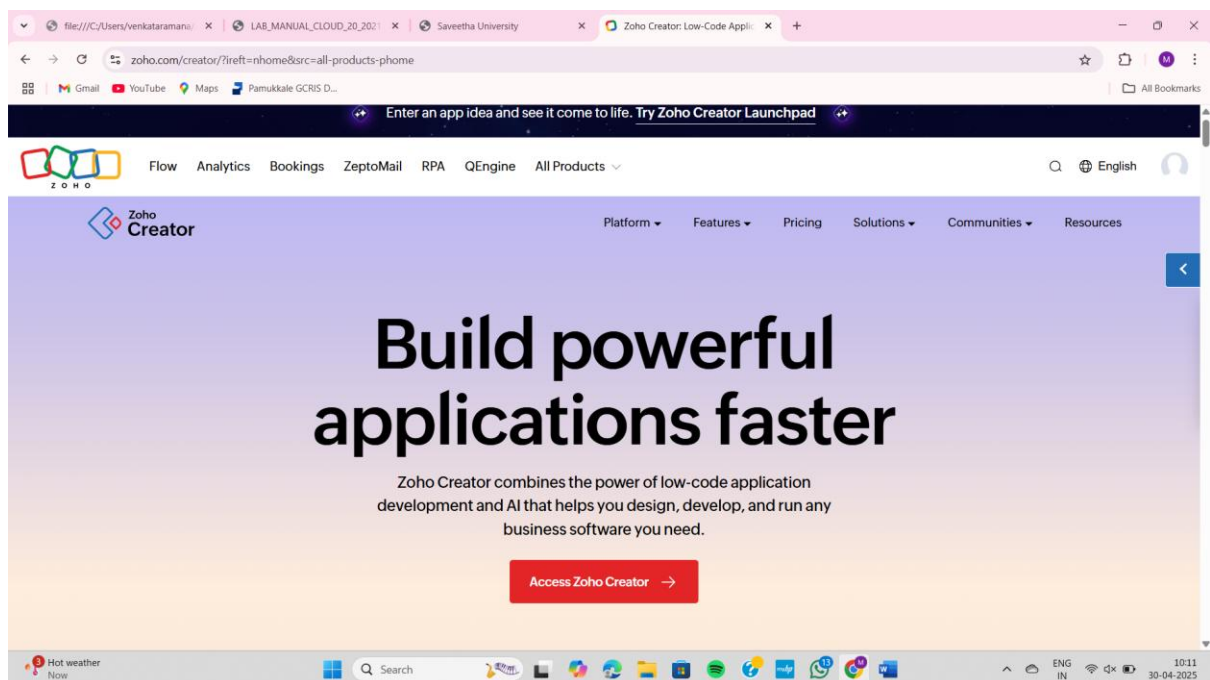 file:///C:/Users/venkataramana/
LAB_MANUAL_CLOUD_20_2021
Saveetha University
Zoho Creator: Low-Code Applic
zoho.com/creator/?ireft=nhome&src=all-products-phome
M
Gmail
YouTube
Maps
Pamukkale GCRIS D...
All Bookmarks
Enter an app idea and see it come to life. Try Zoho Creator Launchpad
ZOHO
Flow Analytics Bookings ZeptoMail RPA QEngine All Products
English
Zoho
Creator
Platform Features Pricing Solutions Communities Resources
Build powerful
applications faster
Zoho Creator combines the power of low-code application
development and AI that helps you design, develop, and run any
business software you need.
Access Zoho Creator →
3
Hot weather
Now
Search
ENG
IN
10:11
30-04-2025